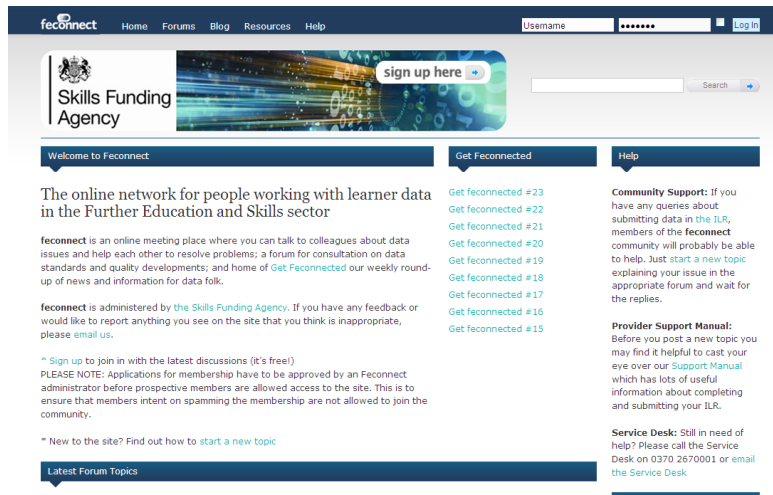 feconnect Home Forums Blog Resources Help
Username ••••••• Log In
Skills Funding
Agency
sign up here
Search
Welcome to Feconnect
The online network for people working with learner data
in the Further Education and Skills sector
feconnect is an online meeting place where you can talk to colleagues about data
issues and help each other to resolve problems; a forum for consultation on data
standards and quality developments; and home of Get Feconnected our weekly round-
up of news and information for data folk.
feconnect is administered by the Skills Funding Agency. If you have any feedback or
would like to report anything you see on the site that you think is inappropriate,
please email us.
* Sign up to join in with the latest discussions (it's free!)
PLEASE NOTE: Applications for membership have to be approved by an Feconnect
administrator before prospective members are allowed access to the site. This is to
ensure that members intent on spamming the membership are not allowed to join the
community.
* New to the site? Find out how to start a new topic
Latest Forum Topics
Get Feconnected
Get feconnected #23
Get feconnected #22
Get feconnected #21
Get feconnected #20
Get feconnected #19
Get feconnected #18
Get feconnected #17
Get feconnected #16
Get feconnected #15
Help
Community Support: If you
have any queries about
submitting data in the ILR,
members of the feconnect
community will probably be able
to help. Just start a new topic
explaining your issue in the
appropriate forum and wait for
the replies.
Provider Support Manual:
Before you post a new topic you
may find it helpful to cast your
eye over our Support Manual
which has lots of useful
information about completing
and submitting your ILR.
Service Desk: Still in need of
help? Please call the Service
Desk on 0370 2670001 or email
the Service Desk